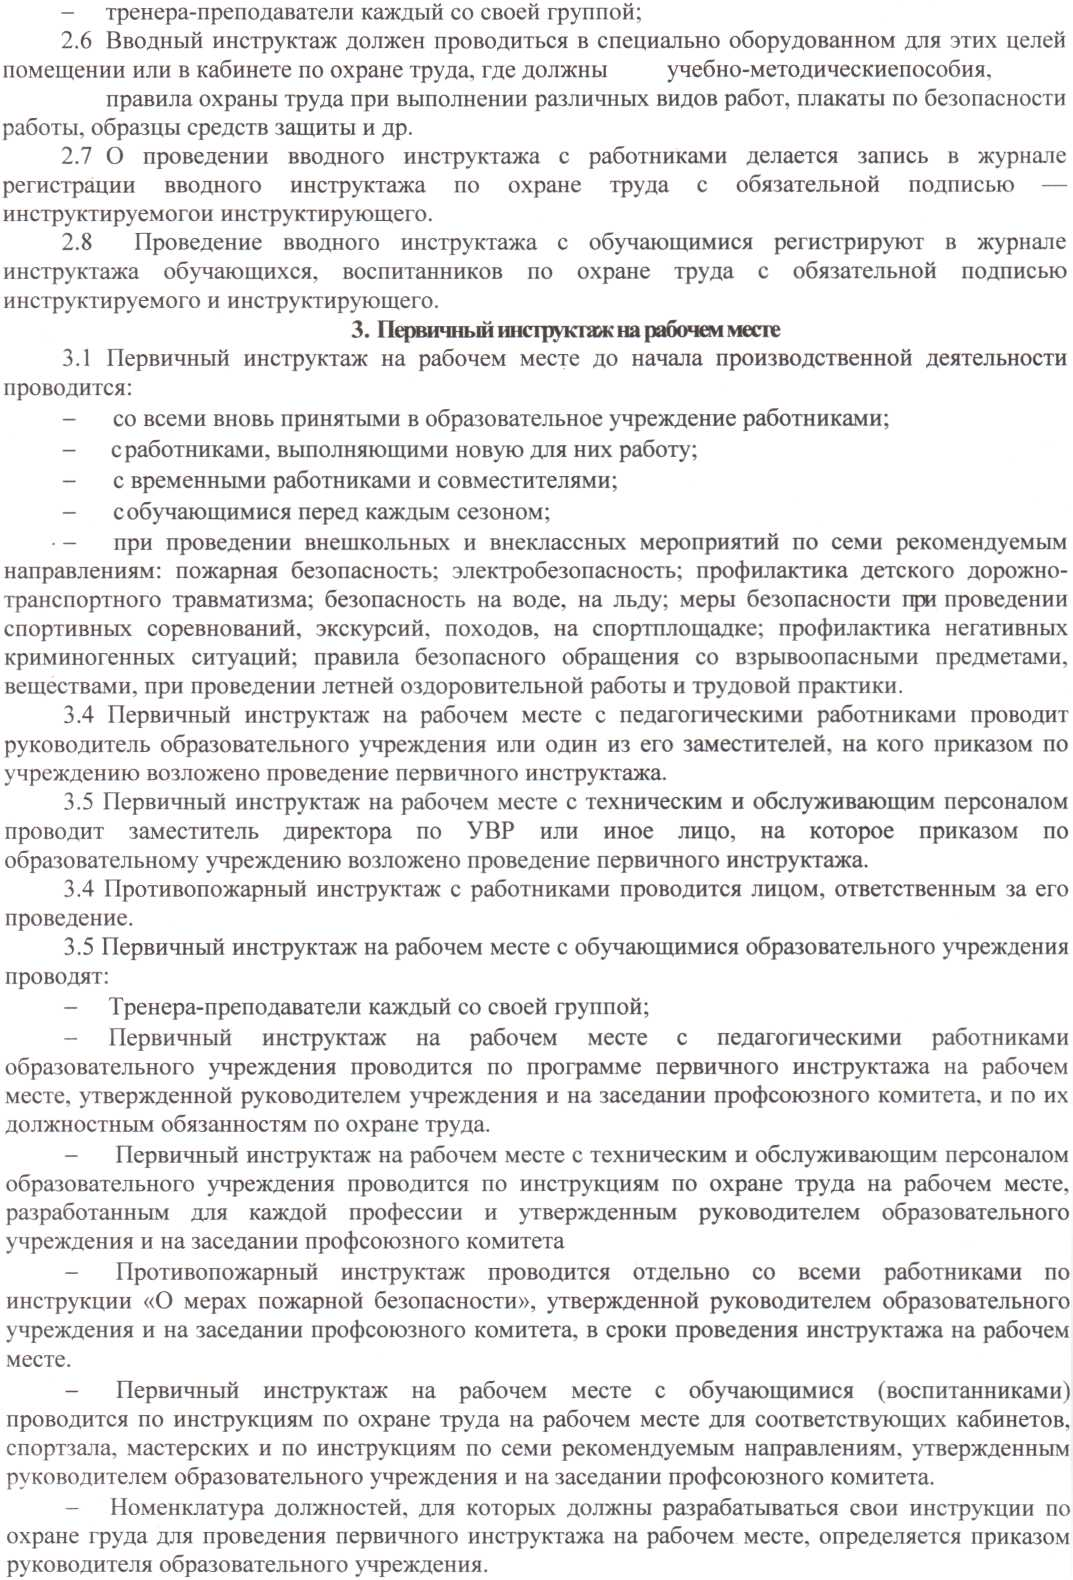 – тренера-преподаватели каждый со своей группой;
2.6 Вводный инструктаж должен проводиться в специально оборудованном для этих целей
помещении или в кабинете по охране труда, где должны учебно-методическиепособия,
правила охраны труда при выполнении различных видов работ, плакаты по безопасности
работы, образцы средств защиты и др.
2.7 О проведении вводного инструктажа с работниками делается запись в журнале
регистрации вводного инструктажа по охране труда с обязательной подписью —
инструктируемогои инструктирующего.
2.8 Проведение вводного инструктажа с обучающимися регистрируют в журнале
инструктажа обучающихся, воспитанников по охране труда с обязательной подписью
инструктируемого и инструктирующего.
3. Первичный инструктаж на рабочем месте
3.1 Первичный инструктаж на рабочем месте до начала производственной деятельности
проводится:
– со всеми вновь принятыми в образовательное учреждение работниками;
– сработниками, выполняющими новую для них работу;
– с временными работниками и совместителями;
– собучающимися перед каждым сезоном;
– при проведении внешкольных и внеклассных мероприятий по семи рекомендуемым
направлениям: пожарная безопасность; электробезопасность; профилактика детского дорожно-
транспортного травматизма; безопасность на воде, на льду; меры безопасности при проведении
спортивных соревнований, экскурсий, походов, на спортплощадке; профилактика негативных
криминогенных ситуаций; правила безопасного обращения со взрывоопасными предметами,
веществами, при проведении летней оздоровительной работы и трудовой практики.
3.4 Первичный инструктаж на рабочем месте с педагогическими работниками проводит
руководитель образовательного учреждения или один из его заместителей, на кого приказом по
учреждению возложено проведение первичного инструктажа.
3.5 Первичный инструктаж на рабочем месте с техническим и обслуживающим персоналом
проводит заместитель директора по УВР или иное лицо, на которое приказом по
образовательному учреждению возложено проведение первичного инструктажа.
3.4 Противопожарный инструктаж с работниками проводится лицом, ответственным за его
проведение.
3.5 Первичный инструктаж на рабочем месте с обучающимися образовательного учреждения
проводят:
– Тренера-преподаватели каждый со своей группой;
– Первичный инструктаж на рабочем месте с педагогическими работниками
образовательного учреждения проводится по программе первичного инструктажа на рабочем
месте, утвержденной руководителем учреждения и на заседании профсоюзного комитета, и по их
должностным обязанностям по охране труда.
– Первичный инструктаж на рабочем месте с техническим и обслуживающим персоналом
образовательного учреждения проводится по инструкциям по охране труда на рабочем месте,
разработанным для каждой профессии и утвержденным руководителем образовательного
учреждения и на заседании профсоюзного комитета
– Противопожарный инструктаж проводится отдельно со всеми работниками по
инструкции «О мерах пожарной безопасности», утвержденной руководителем образовательного
учреждения и на заседании профсоюзного комитета, в сроки проведения инструктажа на рабочем
месте.
– Первичный инструктаж на рабочем месте с обучающимися (воспитанниками)
проводится по инструкциям по охране труда на рабочем месте для соответствующих кабинетов,
спортзала, мастерских и по инструкциям по семи рекомендуемым направлениям, утвержденным
руководителем образовательного учреждения и на заседании профсоюзного комитета.
– Номенклатура должностей, для которых должны разрабатываться свои инструкции по
охране груда для проведения первичного инструктажа на рабочем месте, определяется приказом
руководителя образовательного учреждения.